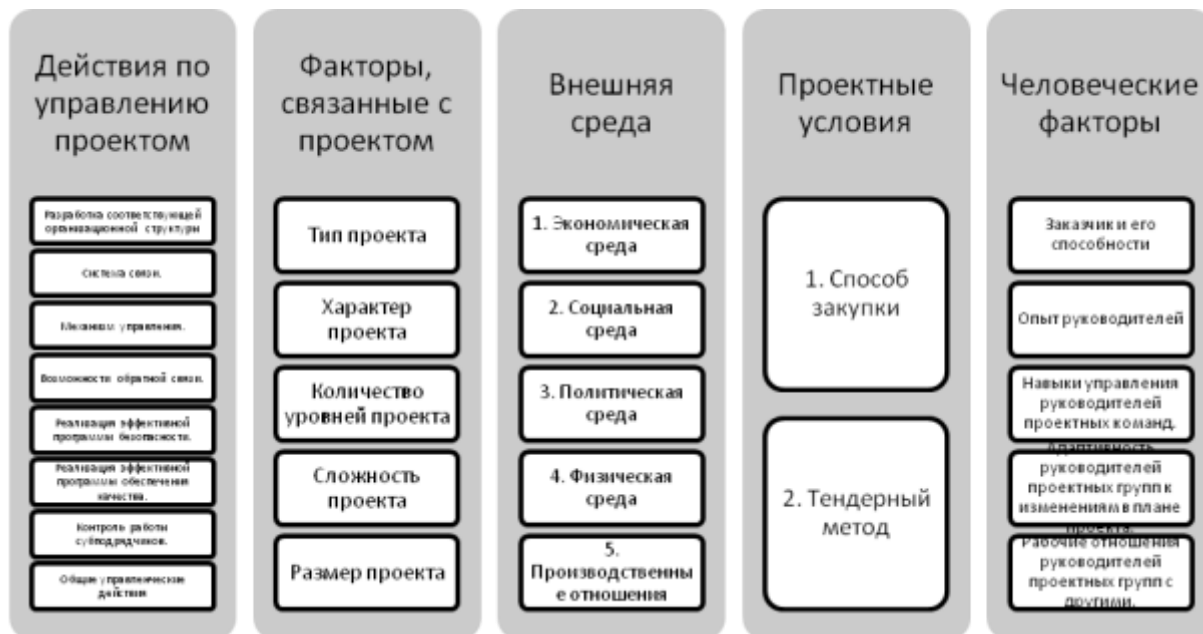 Действия по
управлению
проектом
Разработка соответствующей
организационной структуры
Система связи.
Механизм управления.
Возможности обратной связи.
Реализация эффективной
программы безопасности.
Реализация эффективной
программы обеспечения
качества.
Контроль работы
субподрядчиков.
Общие управленческие
действия
Факторы,
связанные с
проектом
Тип проекта
Характер
проекта
Количество
уровней проекта
Сложность
проекта
Размер проекта
Внешняя
среда
1. Экономическая
среда
2. Социальная
среда
3. Политическая
среда
4. Физическая
среда
5.
Производственны
е отношения
Проектные
условия
1. Способ
закупки
2. Тендерный
метод
Человеческие
факторы
Заказчик и его
способности
Опыт руководителей
Навыки управления
руководителей
проектных команд.
Адаптивность
руководителей
проектных групп к
изменениям в плане
проекта.
Рабочие отношения
руководителей
проектных групп с
другими.